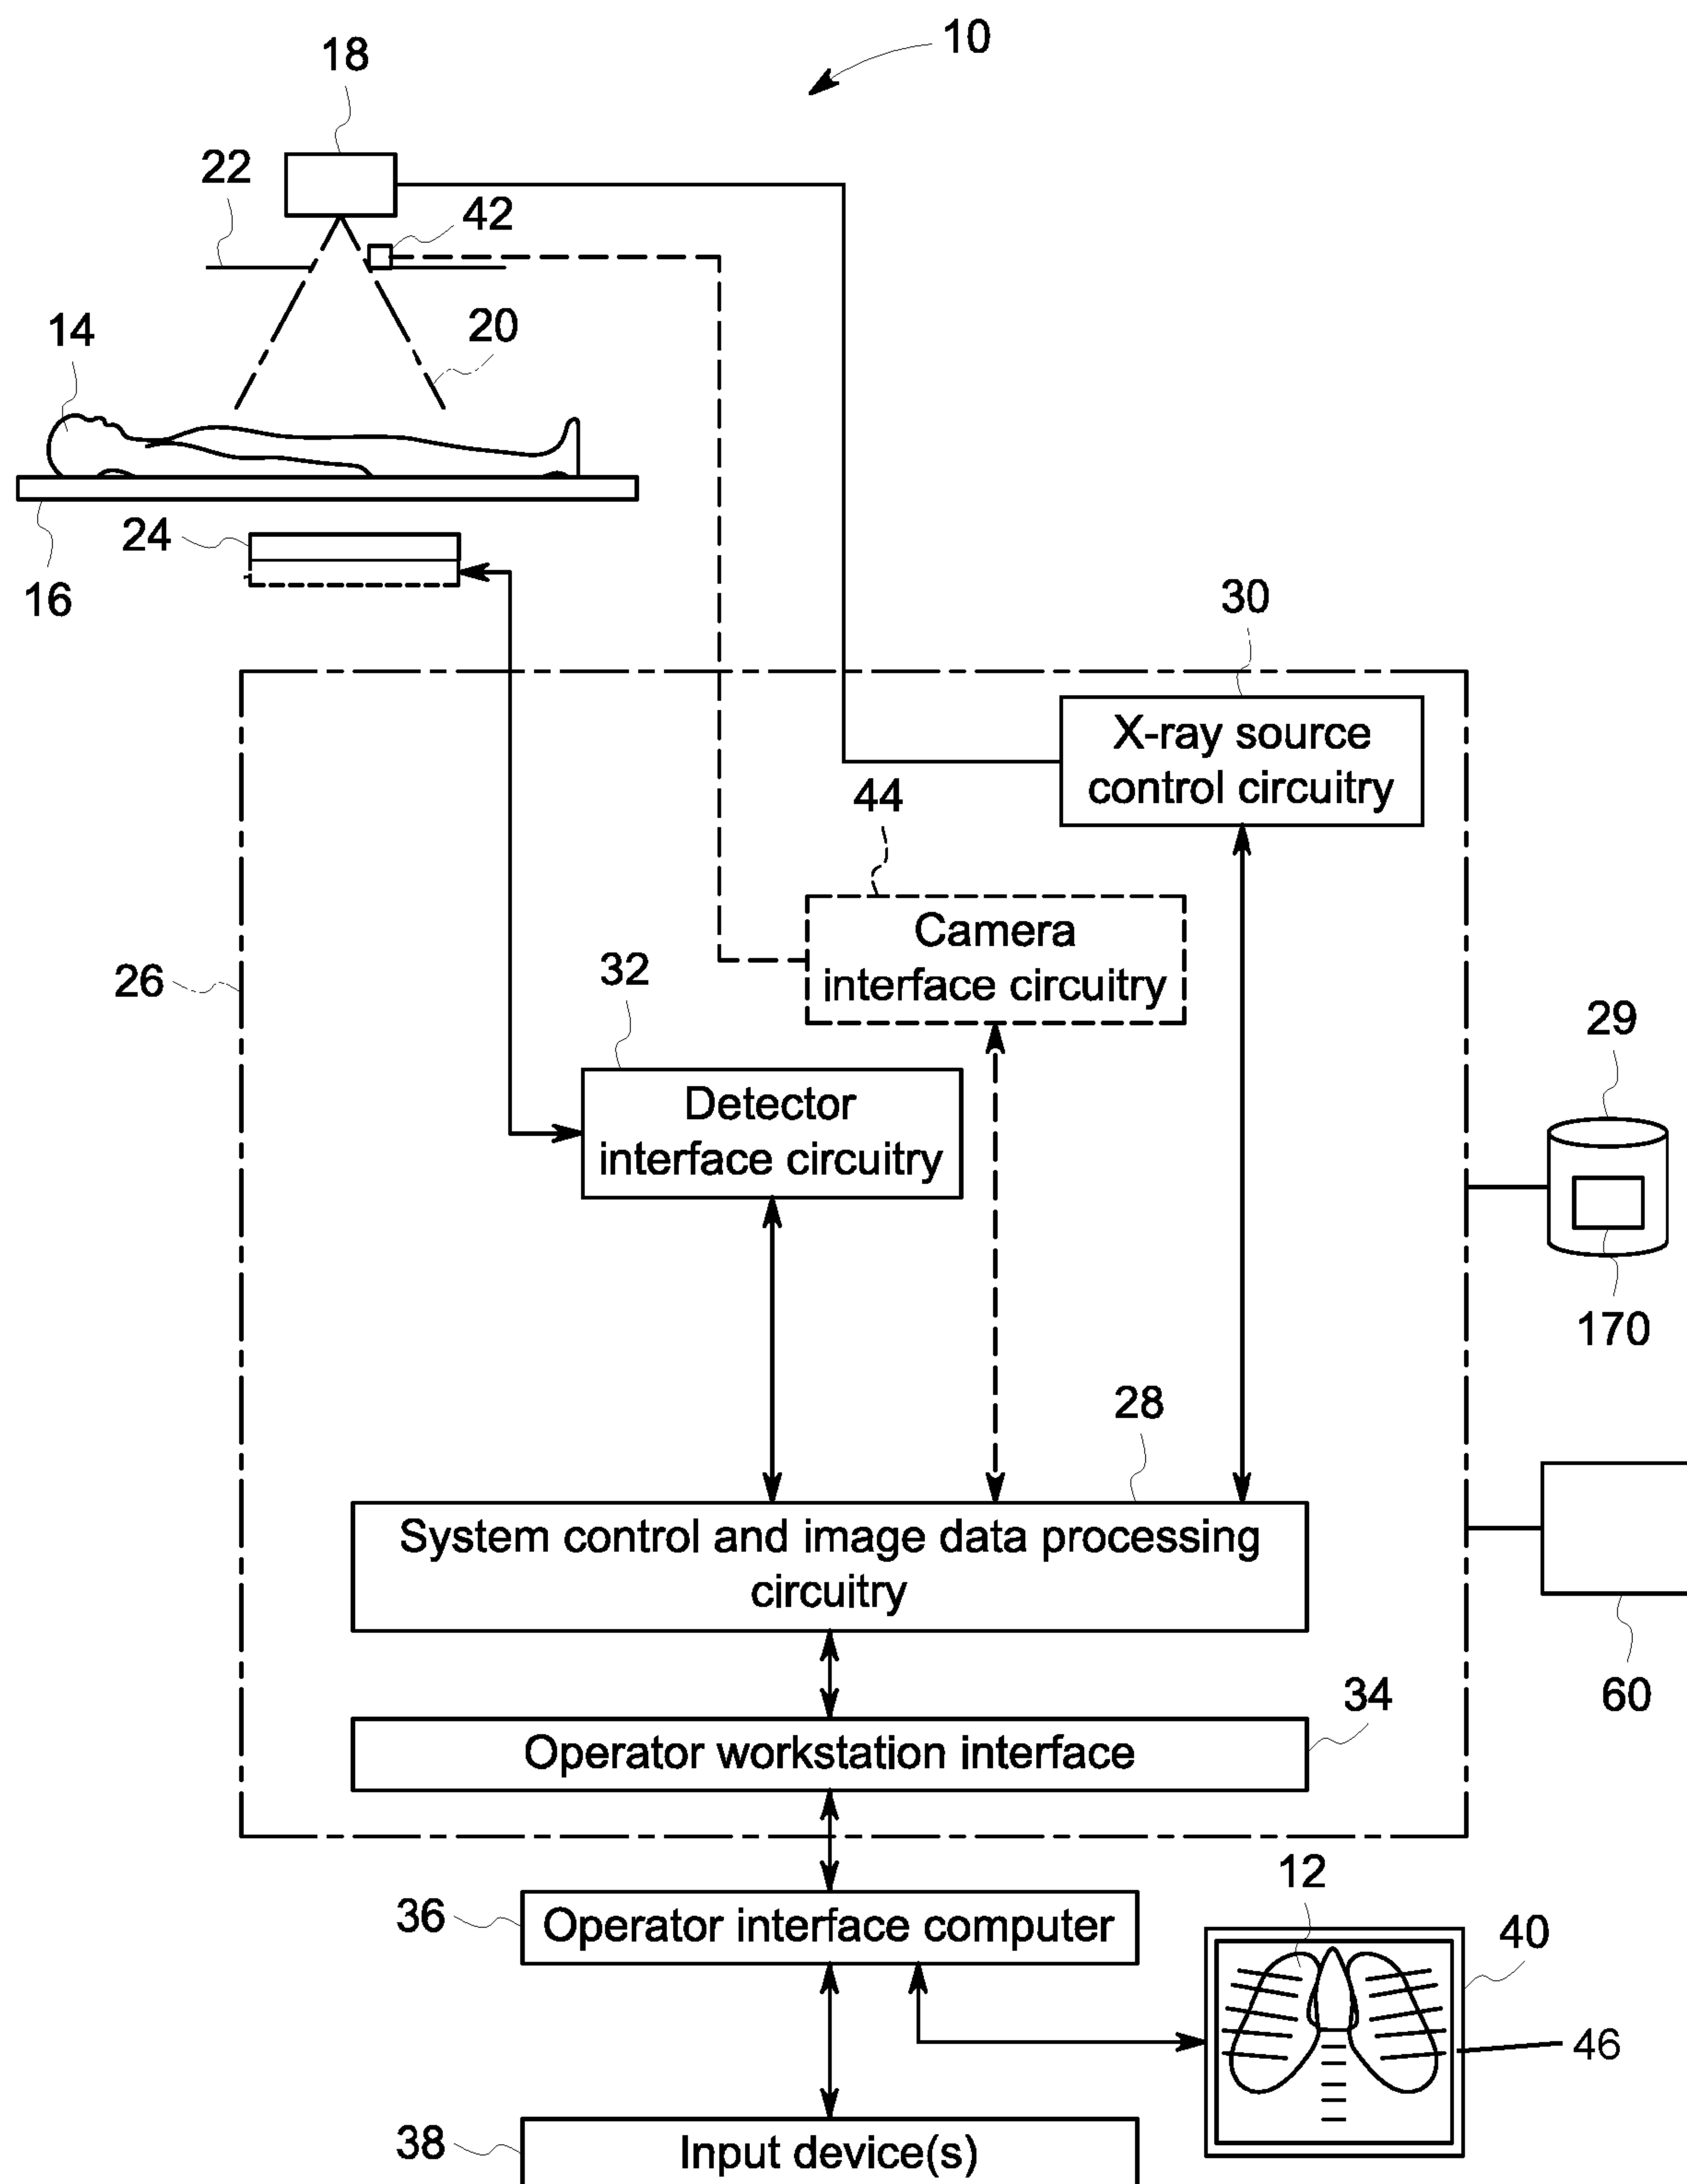 10
18
22
42
14
20
24
16
30
X-ray source
control circuitry
44
Camera
interface circuitry
26
32
29
Detector
interface circuitry
170
28
System control and image data processing
circuitry
60
34
Operator workstation interface
12
36
Operator interface computer
40
46
38
Input device(s)